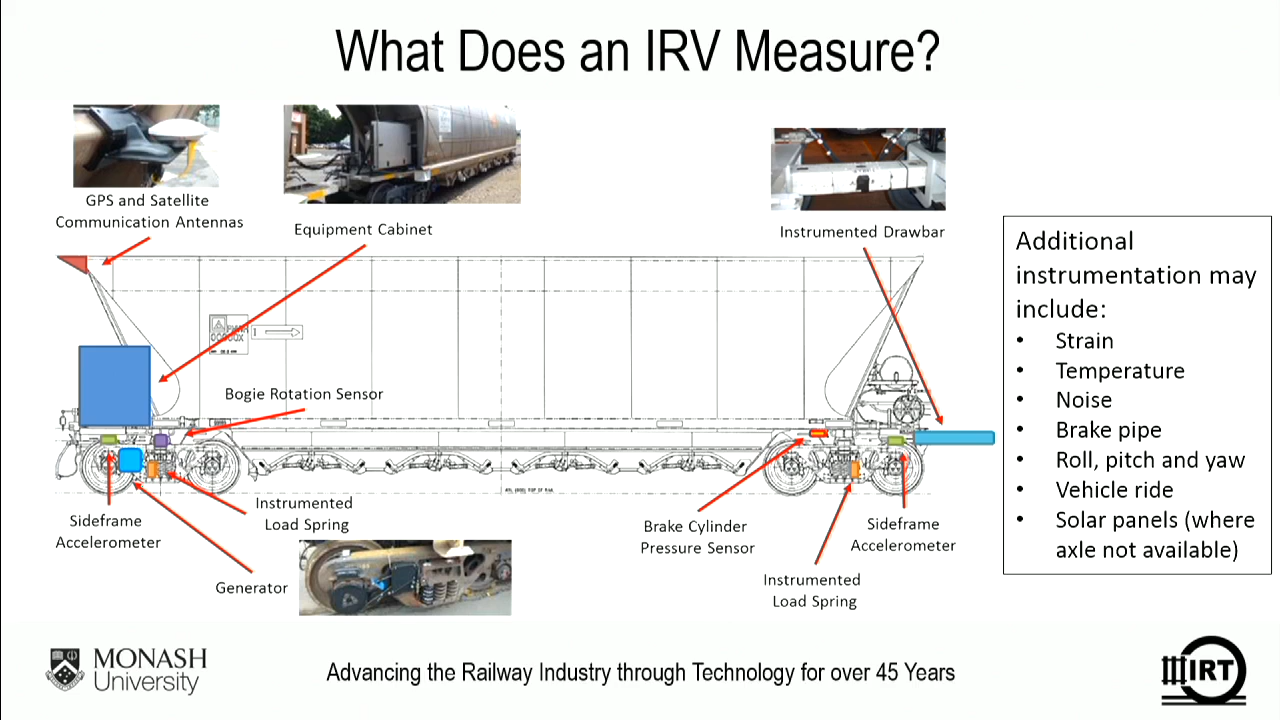 What Does an IRV Measure?
GPS and Satellite
Communication Antennas
Equipment Cabinet
Instrumented Drawbar
Additional
instrumentation may
include:
• Strain
• Temperature
• Noise
• Brake pipe
• Roll, pitch and yaw
• Vehicle ride
• Solar panels (where
axle not available)
Bogie Rotation Sensor
Sideframe
Accelerometer
Instrumented
Load Spring
Generator
Brake Cylinder
Pressure Sensor
Instrumented
Load Spring
Sideframe
Accelerometer
MONASH
University
Advancing the Railway Industry through Technology for over 45 Years
IRT